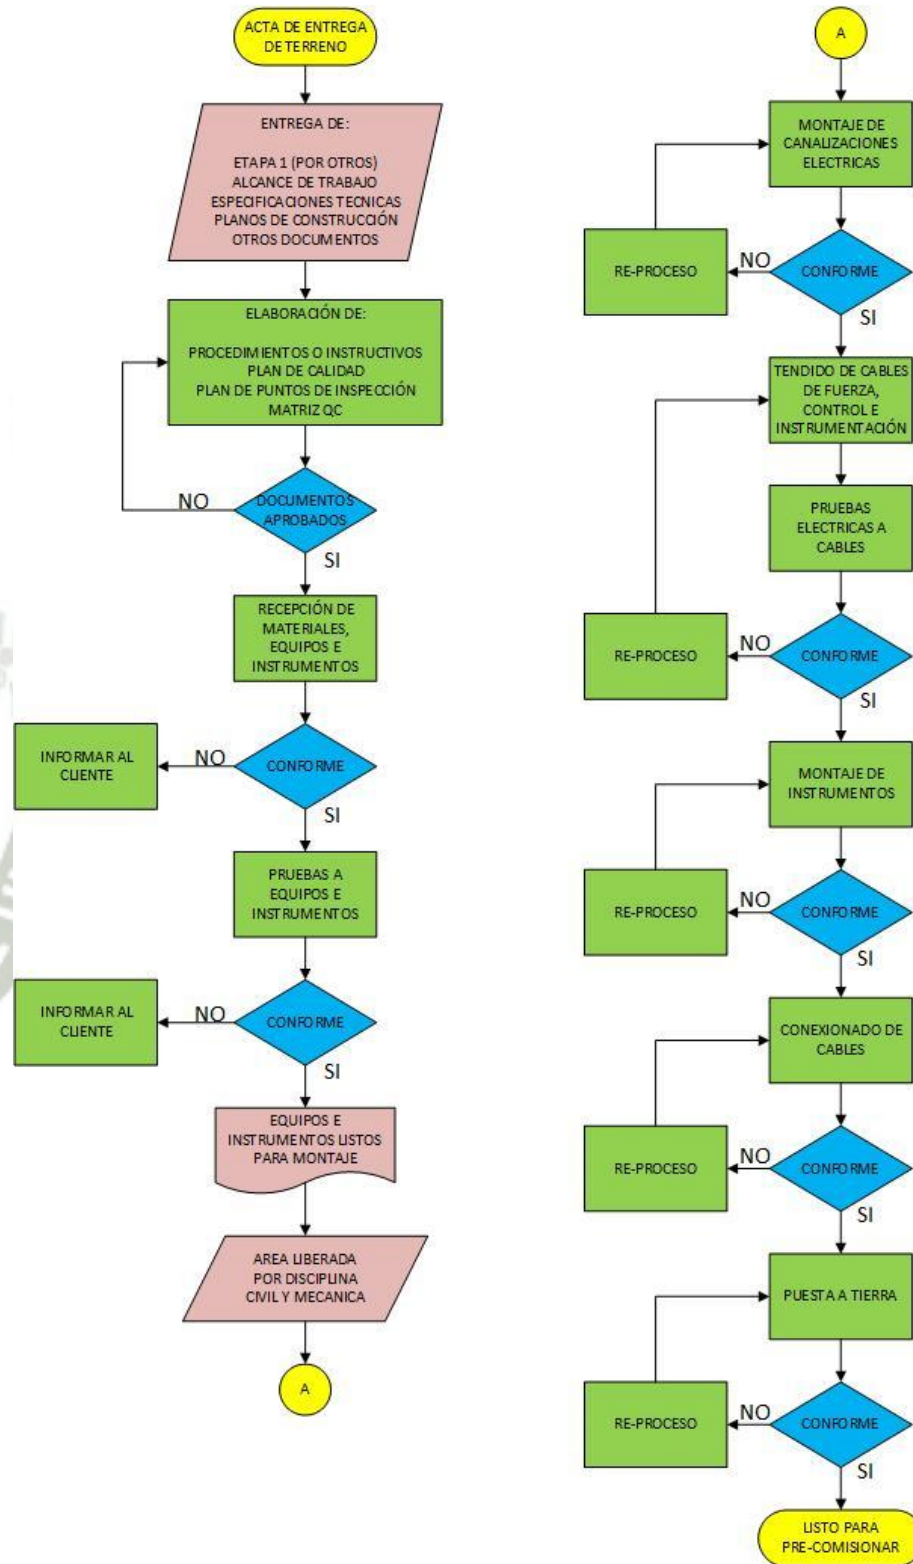 ACTA DE ENTREGA
DE TERRENO
ENTREGA DE:
ETAPA 1 (POR OTROS)
ALCANCE DE TRABAJO
ESPECIFICACIONES TECNICAS
PLANOS DE CONSTRUCCIÓN
OTROS DOCUMENTOS
ELABORACIÓN DE:
PROCEDIMIENTOS O INSTRUCTIVOS
PLAN DE CALIDAD
PLAN DE PUNTOS DE INSPECCIÓN
MATRIZ QC
NO
DOCUMENTOS
APROBADOS
SI
RECEPCIÓN DE
MATERIALES,
EQUIPOS E
INSTRUMENTOS
INFORMAR AL
CLIENTE
NO
CONFORME
SI
PRUEBAS A
EQUIPOS E
INSTRUMENTOS
INFORMAR AL
CLIENTE
NO
CONFORME
SI
EQUIPOS E
INSTRUMENTOS LISTOS
PARA MONTAJE
AREA LIBERADA
POR DISCIPLINA
CIVIL Y MECANICA
A
A
MONTAJE DE
CANALIZACIONES
ELECTRICAS
RE-PROCESO
NO
CONFORME
SI
TENDIDO DE CABLES
DE FUERZA,
CONTROL E
INSTRUMENTACIÓN
PRUEBAS
ELECTRICAS A
CABLES
RE-PROCESO
NO
CONFORME
SI
MONTAJE DE
INSTRUMENTOS
RE-PROCESO
NO
CONFORME
SI
CONEXIONADO DE
CABLES
RE-PROCESO
NO
CONFORME
SI
PUESTA A TIERRA
RE-PROCESO
NO
CONFORME
SI
LISTO PARA
PRE-COMISIONAR